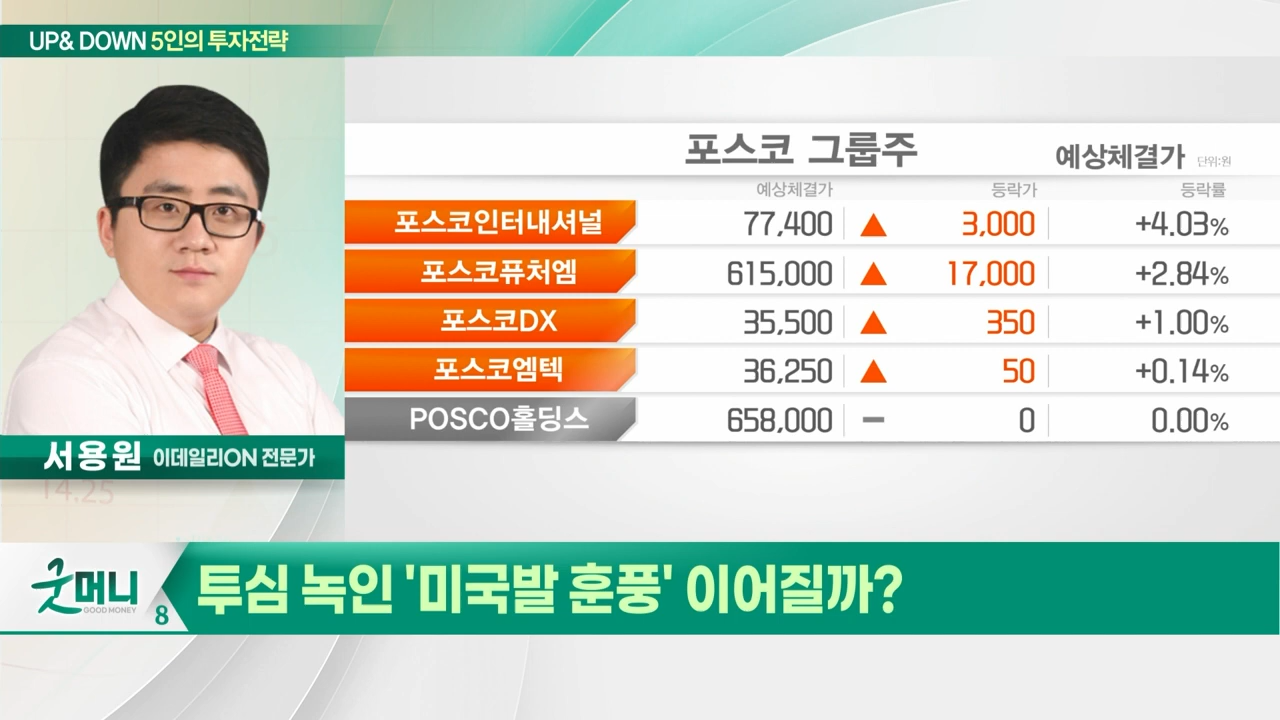 UP& DOWN 5인의 투자전략
포스코 그룹주 예상체결가 단위:원
예상체결가 등락가 등락률
포스코인터내셔널 77,400 ▲ 3,000 +4.03%
포스코퓨처엠 615,000 ▲ 17,000 +2.84%
포스코DX 35,500 ▲ 350 +1.00%
포스코엠텍 36,250 ▲ 50 +0.14%
POSCO홀딩스 658,000 - 0 0.00%
서용원 이데일리ON 전문가
14.25
굿머니 GOOD MONEY 8
투심 녹인 '미국발 훈풍' 이어질까?